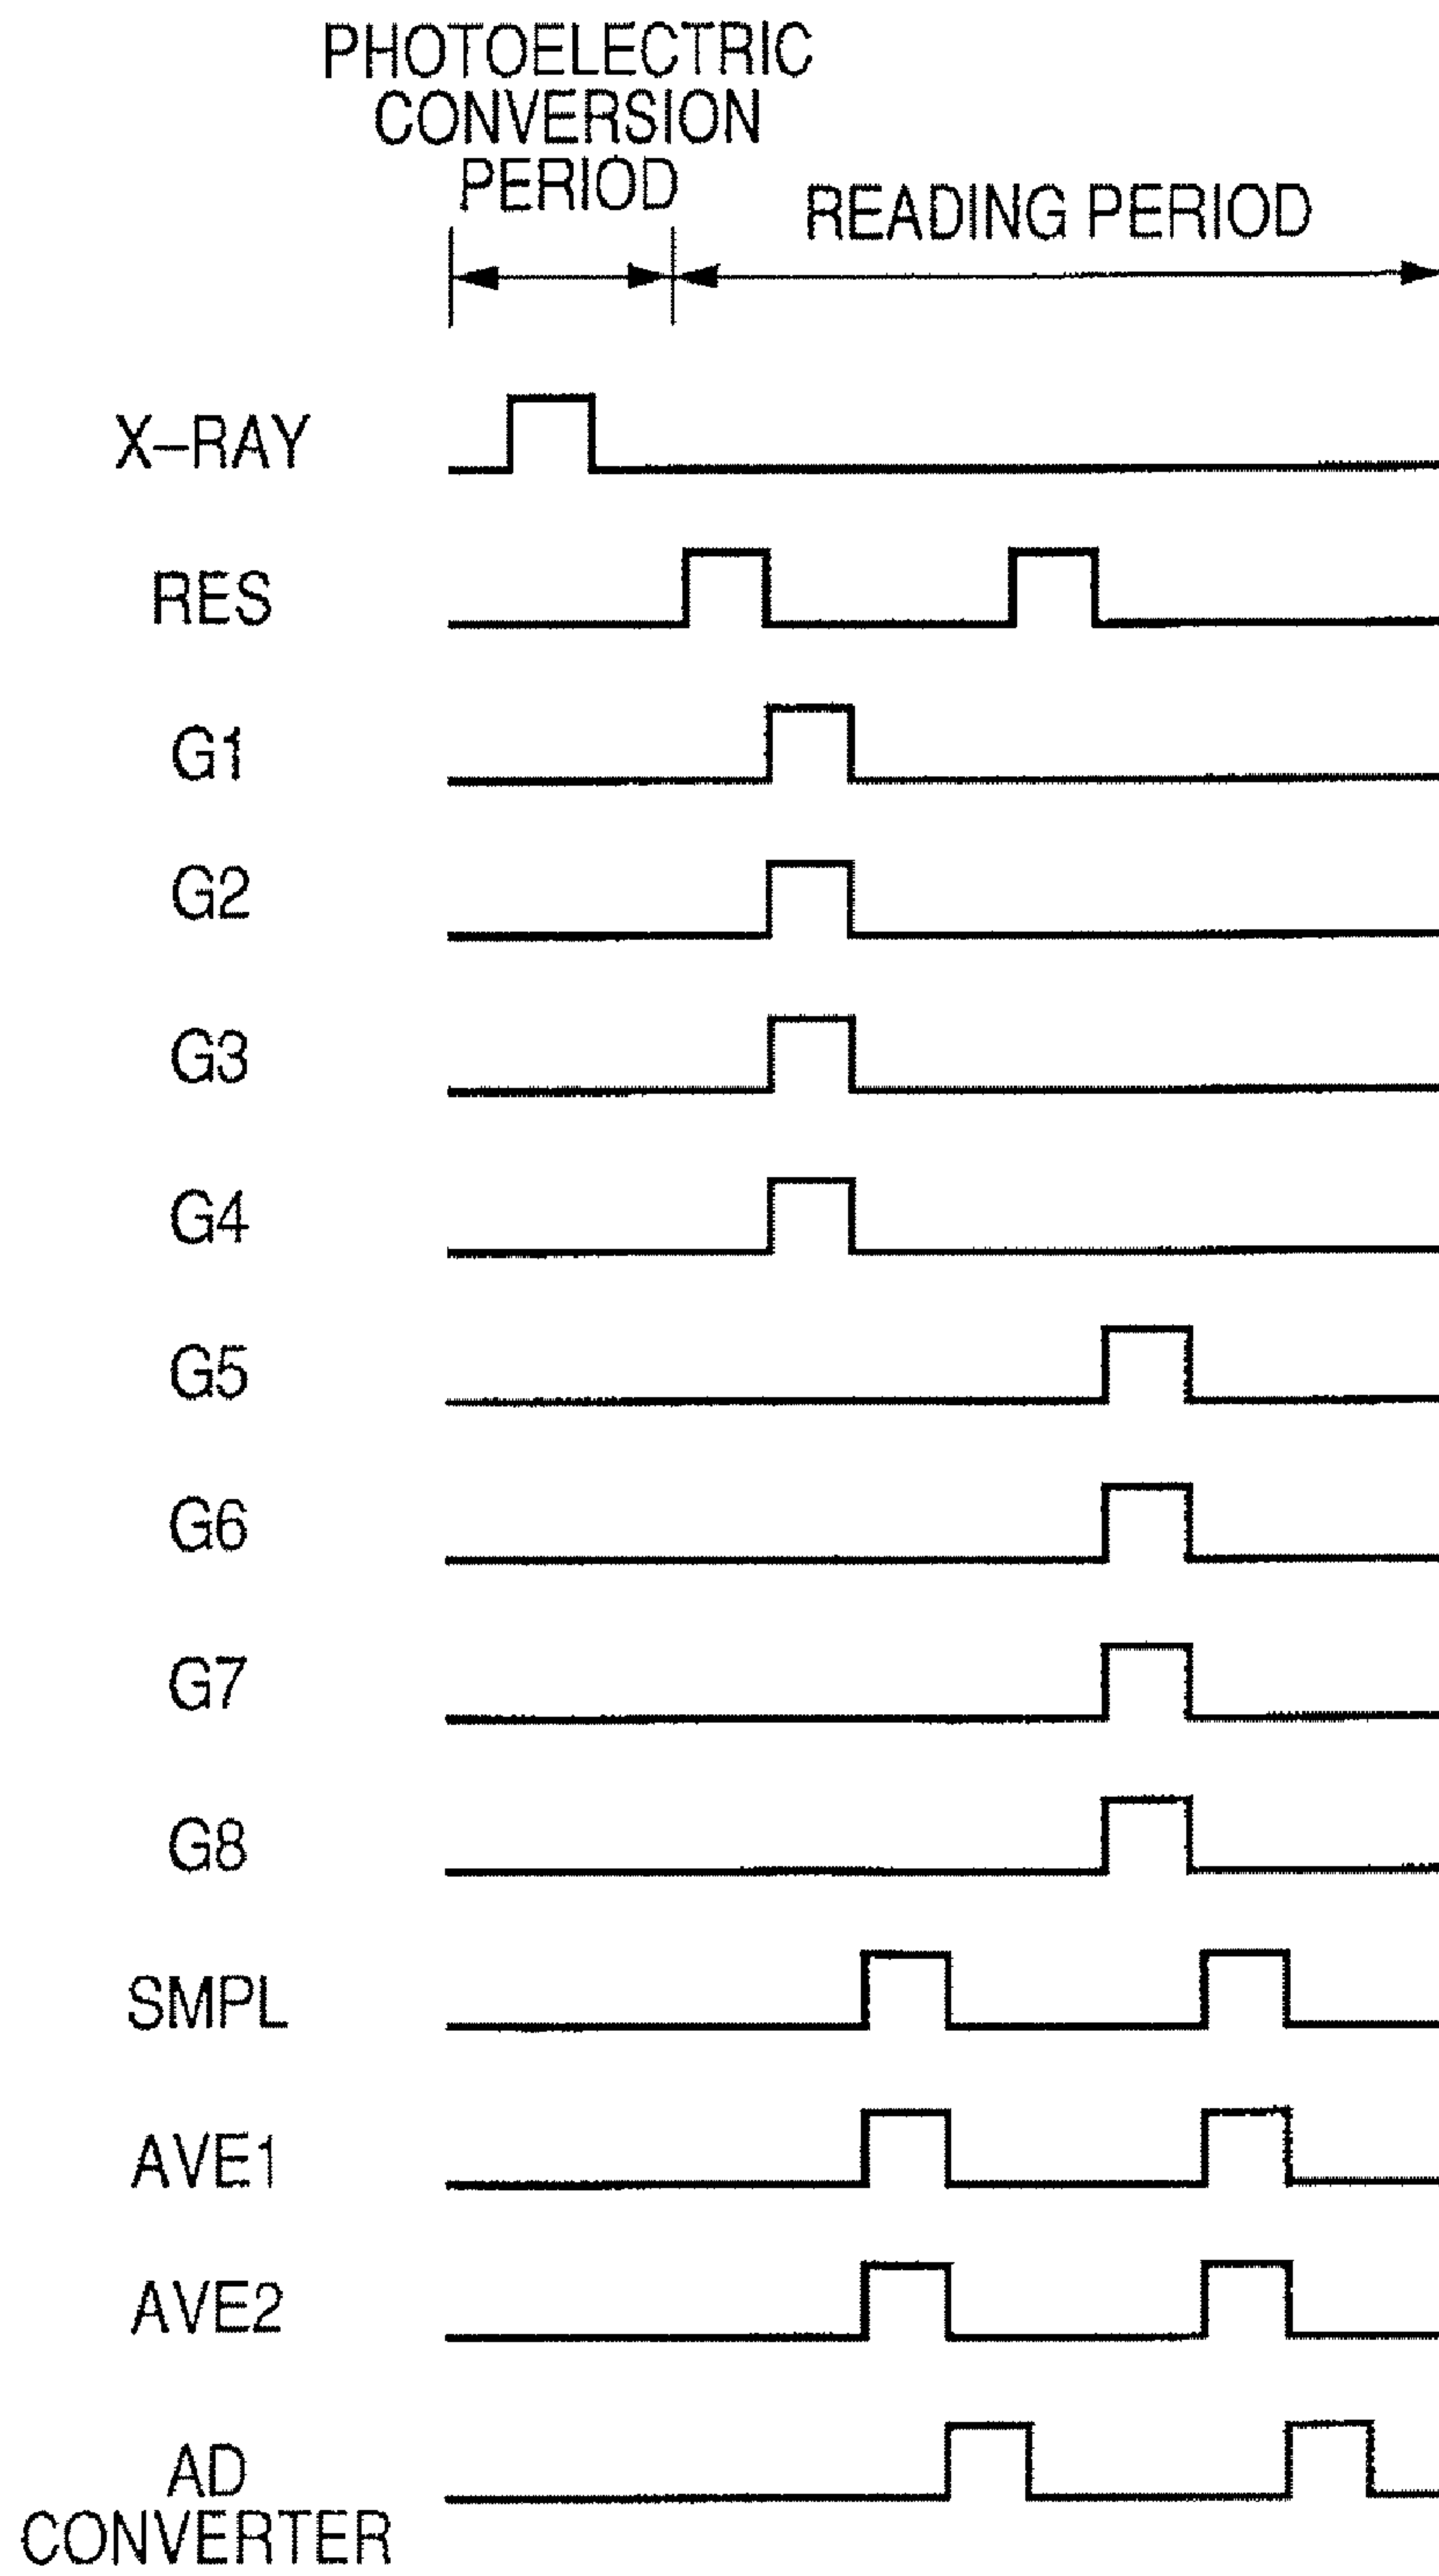 PHOTOELECTRIC
CONVERSION
PERIOD
READING PERIOD
X-RAY
RES
G1
G2
G3
G4
G5
G6
G7
G8
SMPL
AVE1
AVE2
AD
CONVERTER